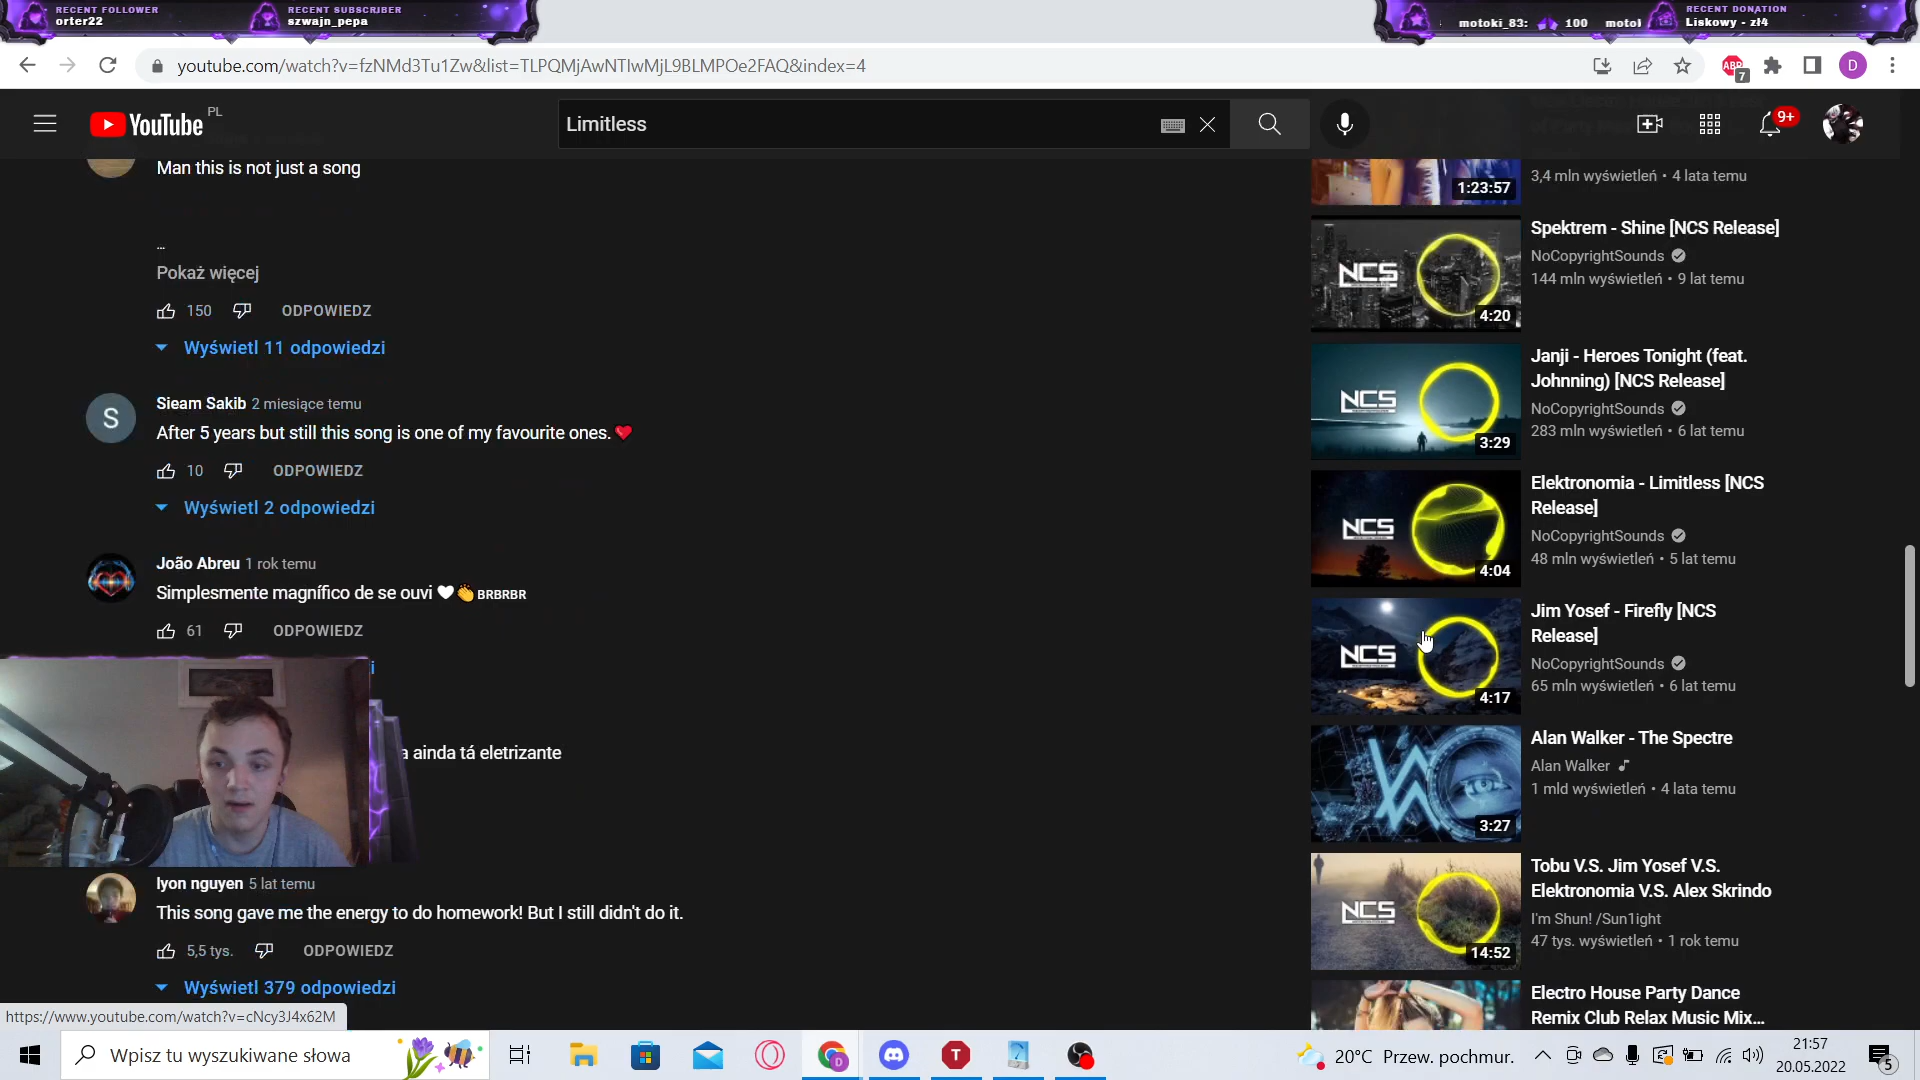 RECENT FOLLOWER
orter22
RECENT SUBSCRIBER
szwajn_pepa
motoki_83:
100
motol
RECENT DONATION
Liskowy - zł4
youtube.com/watch?v=fzNMd3Tu1Zw&list=TLPQMjAwNTIwMjL9BLMPOe2FAQ&index=4
ABP
7
D
YouTube
PL
Limitless
9+
Man this is not just a song
...
Pokaż więcej
150
ODPOWIEDZ
Wyświetl 11 odpowiedzi
S
Sieam Sakib 2 miesiące temu
After 5 years but still this song is one of my favourite ones.
10
ODPOWIEDZ
Wyświetl 2 odpowiedzi
João Abreu 1 rok temu
Simplesmente magnífico de se ouvi 🤍👏 BRBRBR
61
ODPOWIEDZ
i
a ainda tá eletrizante
lyon nguyen 5 lat temu
This song gave me the energy to do homework! But I still didn't do it.
5,5 tys.
ODPOWIEDZ
Wyświetl 379 odpowiedzi
https://www.youtube.com/watch?v=cNcy3J4x62M
1:23:57
3,4 mln wyświetleń • 4 lata temu
NCS
4:20
Spektrem - Shine [NCS Release]
NoCopyrightSounds
144 mln wyświetleń • 9 lat temu
NCS
3:29
Janji - Heroes Tonight (feat.
Johnning) [NCS Release]
NoCopyrightSounds
283 mln wyświetleń • 6 lat temu
NCS
4:04
Elektronomia - Limitless [NCS
Release]
NoCopyrightSounds
48 mln wyświetleń • 5 lat temu
NCS
4:17
Jim Yosef - Firefly [NCS
Release]
NoCopyrightSounds
65 mln wyświetleń • 6 lat temu
3:27
Alan Walker - The Spectre
Alan Walker
1 mld wyświetleń • 4 lata temu
NCS
14:52
Tobu V.S. Jim Yosef V.S.
Elektronomia V.S. Alex Skrindo
I'm Shun! /Sun1ight
47 tys. wyświetleń • 1 rok temu
Electro House Party Dance
Remix Club Relax Music Mix...
Wpisz tu wyszukiwane słowa
D
T
20°C Przew. pochmur.
21:57
20.05.2022
5